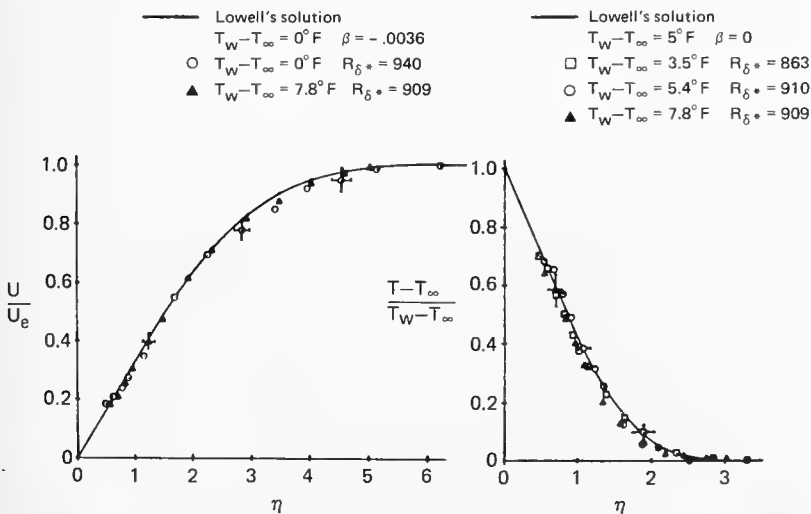 Lowell's solution
T_w−T_∞ = 0°F β = −.0036
T_w−T_∞ = 0°F R_δ* = 940
T_w−T_∞ = 7.8°F R_δ* = 909
Lowell's solution
T_w−T_∞ = 5°F β = 0
T_w−T_∞ = 3.5°F R_δ* = 863
T_w−T_∞ = 5.4°F R_δ* = 910
T_w−T_∞ = 7.8°F R_δ* = 909
1.0
0.8
0.6
0.4
0.2
0
U
U_e
0 1 2 3 4 5 6
η
1.0
0.8
0.6
0.4
0.2
0
T−T_∞
T_w−T_∞
0 1 2 3
η